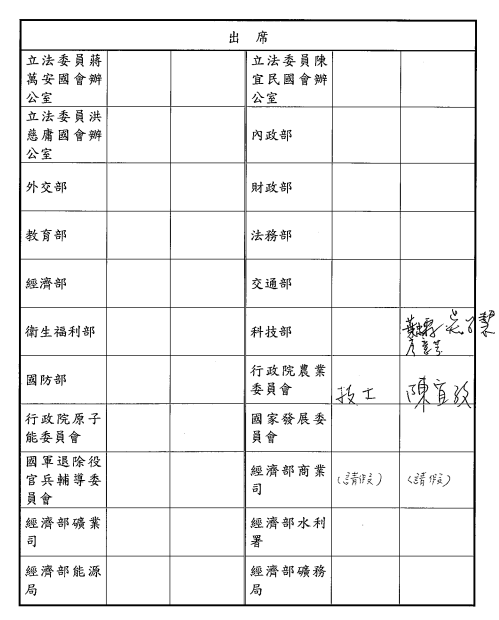 出席
立法委員蔣
萬安國會辦
公室
立法委員陳
宜民國會辦
公室
立法委員洪
慈庸國會辦
公室
內政部
外交部
財政部
教育部
法務部
經濟部
交通部
衛生福利部
科技部
國防部
行政院農業
委員會
技士
陳宣玫
行政院原子
能委員會
國家發展委
員會
國軍退除役
官兵輔導委
員會
經濟部商業
司
(請假)
(請假)
經濟部礦業
司
經濟部水利
署
經濟部能源
局
經濟部礦務
局